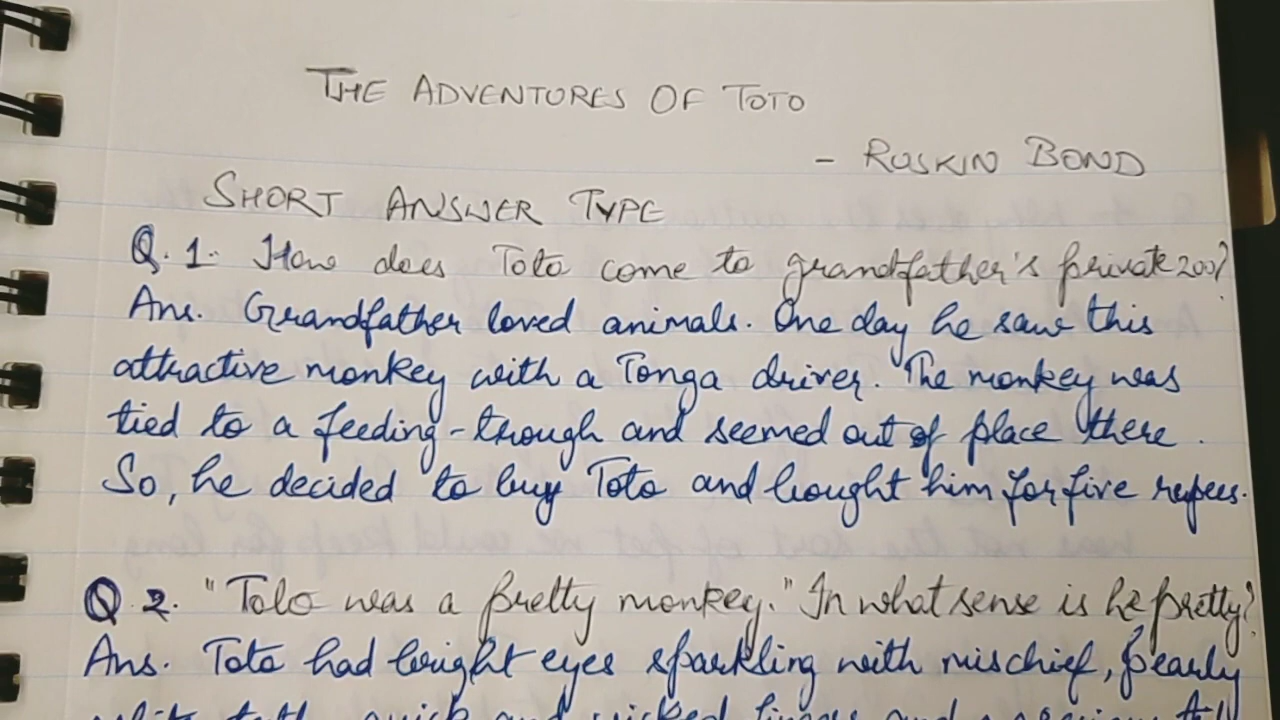 THE ADVENTURES OF TOTO
- RUSKIN BOND
SHORT ANSWER TYPE
Q.1. How does Toto come to grandfather's private zoo?
Ans. Grandfather loved animals. One day he saw this
attractive monkey with a Tonga driver. The monkey was
tied to a feeding-trough and seemed out of place there.
So, he decided to buy Toto and bought him for five rupees.
Q.2. "Toto was a pretty monkey." In what sense is he pretty?
Ans. Toto had bright eyes sparkling with mischief, pearly
quick and wicked